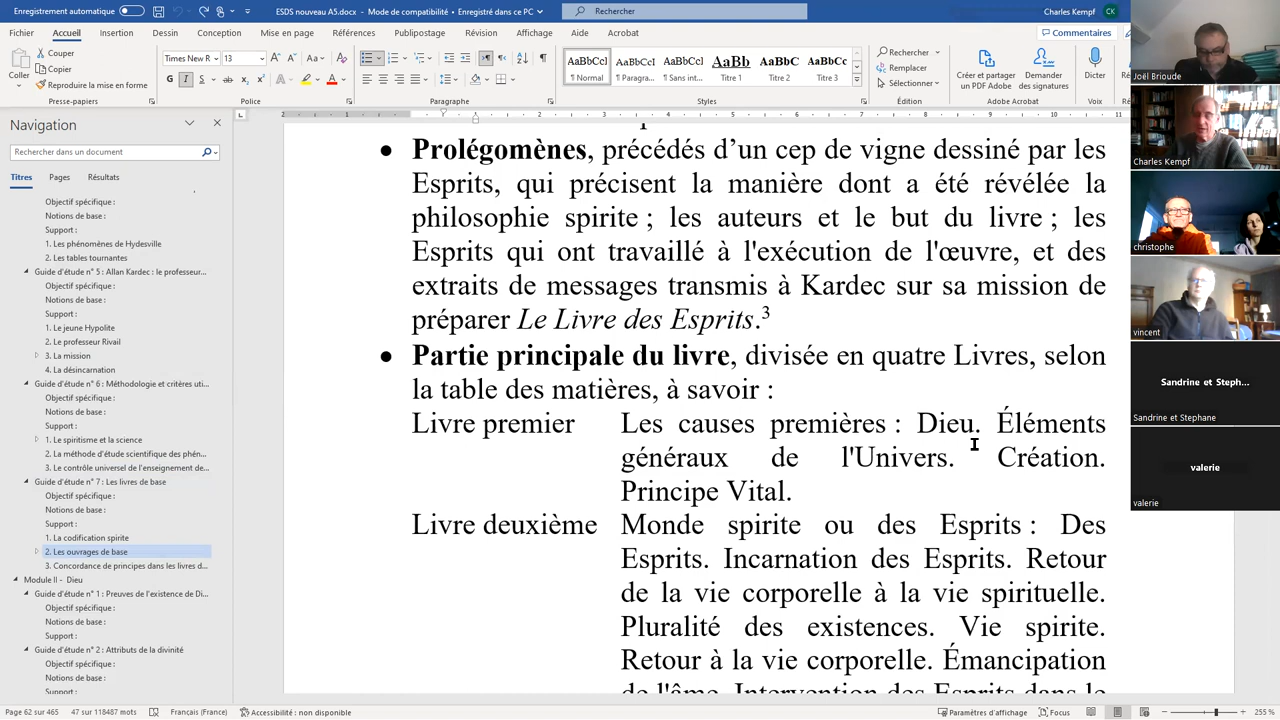 Enregistrement automatique
ESDS nouveau A5.docx - Mode de compatibilité • Enregistré dans ce PC
Rechercher
Charles Kempf
CK
Fichier Accueil Insertion Dessin Conception Mise en page Références Publipostage Révision Affichage Aide Acrobat
Commentaires
Coller
Couper
Copier
Reproduire la mise en forme
Presse-papiers
Times New R
13
Police
Paragraphe
AaBbCcI AaBbCcI AaBbCcI AaBb AaBbC AaBbCc
¶ Normal ¶ Paragra... ¶ Sans int... Titre 1 Titre 2 Titre 3
Styles
Rechercher
Remplacer
Sélectionner
Édition
Créer et partager un PDF Adobe
Demander des signatures
Adobe Acrobat
Dicter
Voix
Navigation
Rechercher dans un document
Titres Pages Résultats
Objectif spécifique :
Notions de base :
Support :
1. Les phénomènes de Hydesville
2. Les tables tournantes
Guide d'étude n° 5 : Allan Kardec : le professeur...
Objectif spécifique :
Notions de base :
Support :
1. Le jeune Hypolite
2. Le professeur Rivail
3. La mission
4. La désincarnation
Guide d'étude n° 6 : Méthodologie et critères uti...
Objectif spécifique :
Notions de base :
Support :
1. Le spiritisme et la science
2. La méthode d'étude scientifique des phén...
3. Le contrôle universel de l'enseignement de...
Guide d'étude n° 7 : Les livres de base
Objectif spécifique :
Notions de base :
Support :
1. La codification spirite
2. Les ouvrages de base
3. Concordance de principes dans les livres d...
Module II - Dieu
Guide d'étude n° 1 : Preuves de l'existence de Di...
Objectif spécifique :
Notions de base :
Support :
Guide d'étude n° 2 : Attributs de la divinité
Objectif spécifique :
Notions de base :
Support :
• Prolégomènes, précédés d’un cep de vigne dessiné par les
Esprits, qui précisent la manière dont a été révélée la
philosophie spirite ; les auteurs et le but du livre ; les
Esprits qui ont travaillé à l'exécution de l'œuvre, et des
extraits de messages transmis à Kardec sur sa mission de
préparer Le Livre des Esprits.3
• Partie principale du livre, divisée en quatre Livres, selon
la table des matières, à savoir :
Livre premier Les causes premières : Dieu. Éléments
généraux de l'Univers. Création.
Principe Vital.
Livre deuxième Monde spirite ou des Esprits : Des
Esprits. Incarnation des Esprits. Retour
de la vie corporelle à la vie spirituelle.
Pluralité des existences. Vie spirite.
Retour à la vie corporelle. Émancipation
de l'âme. Intervention des Esprits dans le
Joël Brioude
Charles Kempf
christophe
vincent
Sandrine et Steph...
Sandrine et Stephane
valerie
valerie
Page 62 sur 465 47 sur 118487 mots Français (France) Accessibilité : non disponible
Paramètres d'affichage Focus 255 %